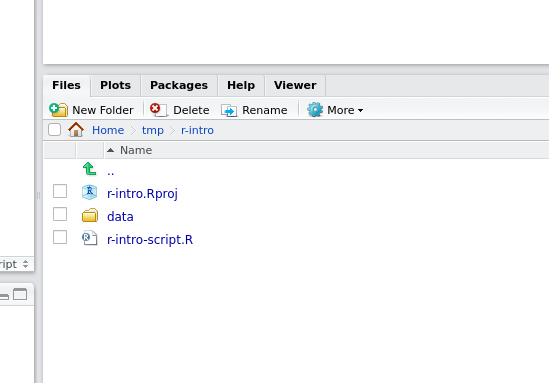 Files Plots Packages Help Viewer
New Folder Delete Rename More
Home tmp r-intro
Name
..
r-intro.Rproj
data
r-intro-script.R
ript